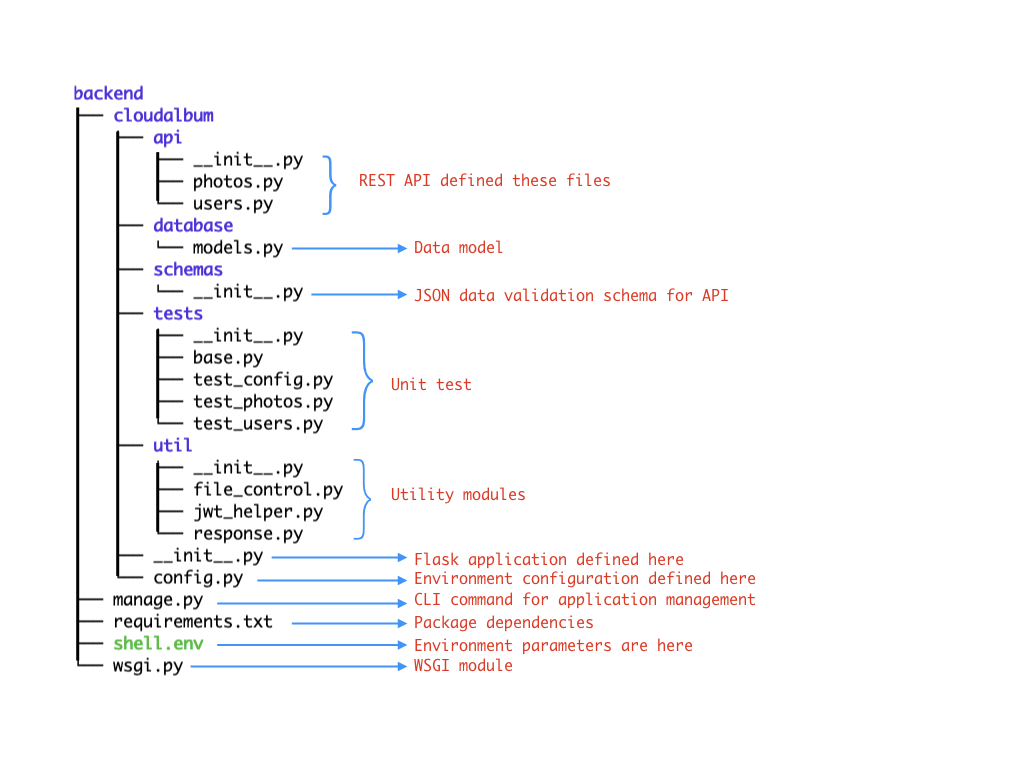 backend
cloudalbum
api
__init__.py
photos.py
REST API defined these files
users.py
database
models.py Data model
schemas
__init__.py JSON data validation schema for API
tests
__init__.py
base.py
test_config.py
Unit test
test_photos.py
test_users.py
util
__init__.py
file_control.py
Utility modules
jwt_helper.py
response.py
__init__.py Flask application defined here
config.py Environment configuration defined here
manage.py CLI command for application management
requirements.txt Package dependencies
shell.env Environment parameters are here
wsgi.py WSGI module